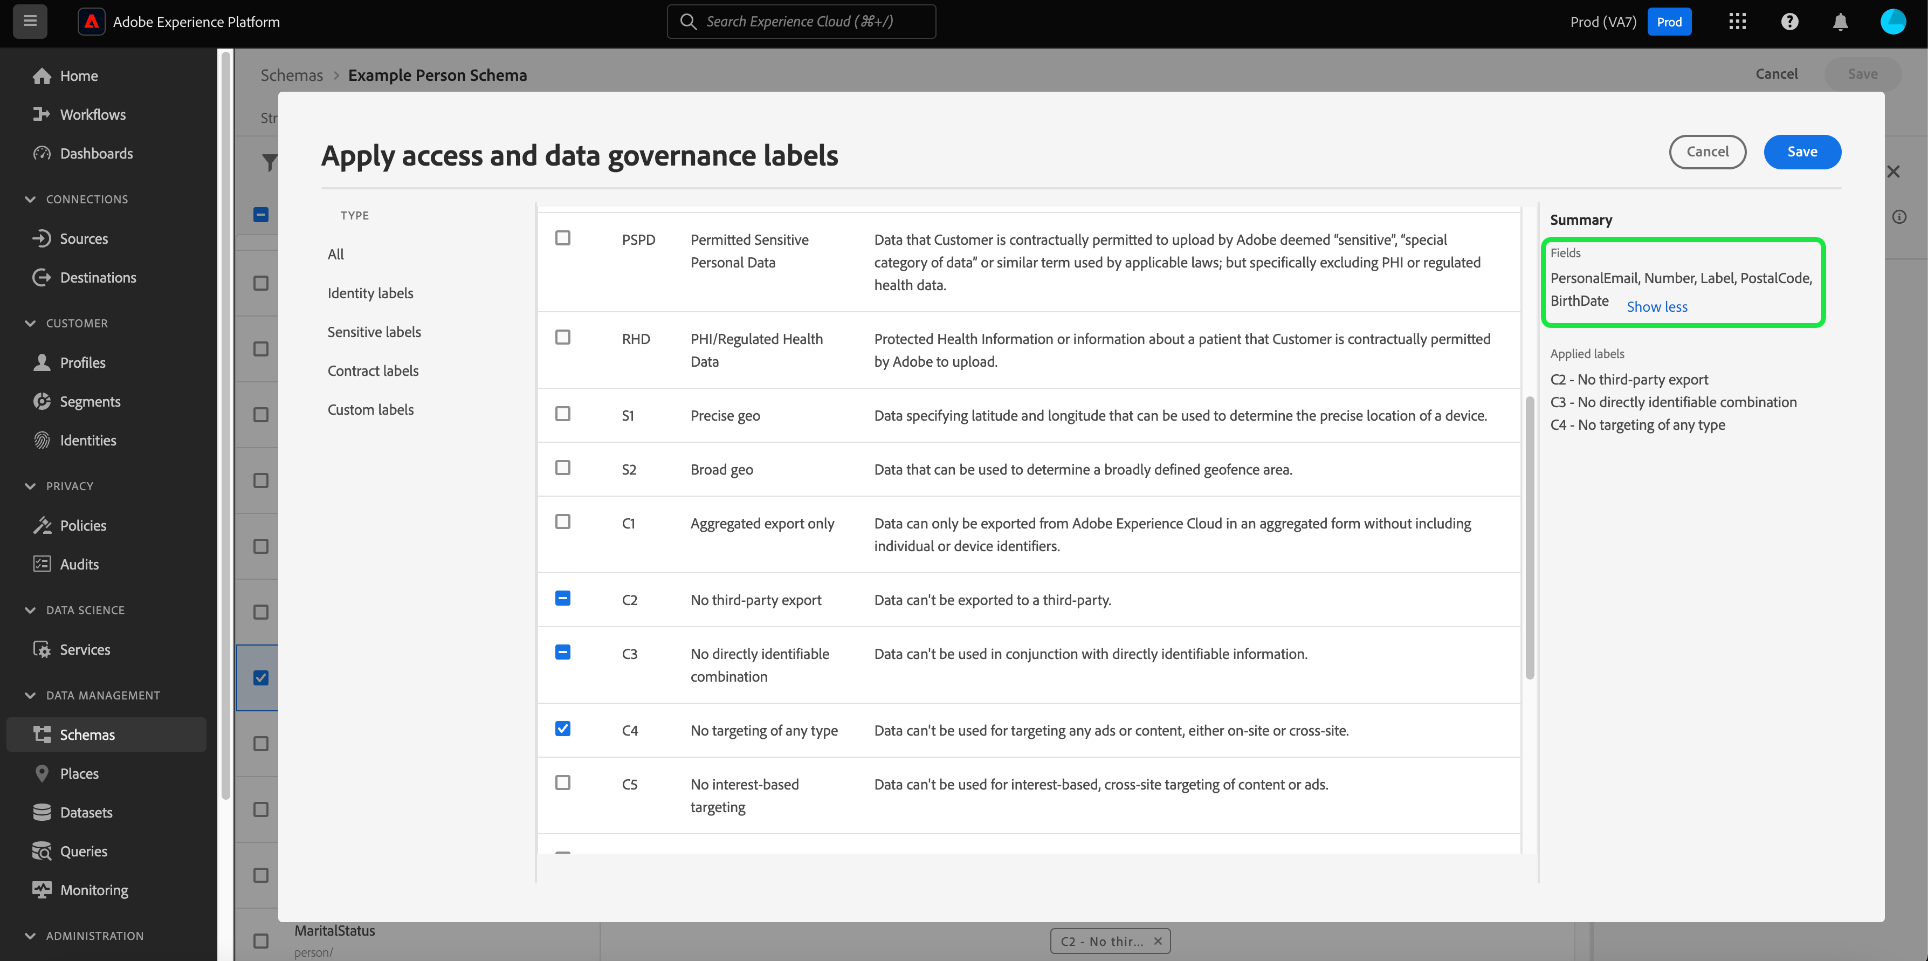 Adobe Experience Platform
Search Experience Cloud (⌘+/)
Prod (VA7)
Prod
Home
Workflows
Dashboards
CONNECTIONS
Sources
Destinations
CUSTOMER
Profiles
Segments
Identities
PRIVACY
Policies
Audits
DATA SCIENCE
Services
DATA MANAGEMENT
Schemas
Places
Datasets
Queries
Monitoring
ADMINISTRATION
Schemas > Example Person Schema
Cancel
Save
Str
Apply access and data governance labels
Cancel
Save
TYPE
All
Identity labels
Sensitive labels
Contract labels
Custom labels
PSPD
Permitted Sensitive
Personal Data
Data that Customer is contractually permitted to upload by Adobe deemed “sensitive”, “special
category of data” or similar term used by applicable laws; but specifically excluding PHI or regulated
health data.
RHD
PHI/Regulated Health
Data
Protected Health Information or information about a patient that Customer is contractually permitted
by Adobe to upload.
S1
Precise geo
Data specifying latitude and longitude that can be used to determine the precise location of a device.
S2
Broad geo
Data that can be used to determine a broadly defined geofence area.
C1
Aggregated export only
Data can only be exported from Adobe Experience Cloud in an aggregated form without including
individual or device identifiers.
C2
No third-party export
Data can't be exported to a third-party.
C3
No directly identifiable
combination
Data can't be used in conjunction with directly identifiable information.
C4
No targeting of any type
Data can't be used for targeting any ads or content, either on-site or cross-site.
C5
No interest-based
targeting
Data can't be used for interest-based, cross-site targeting of content or ads.
Summary
Fields
PersonalEmail, Number, Label, PostalCode,
BirthDate
Show less
Applied labels
C2 - No third-party export
C3 - No directly identifiable combination
C4 - No targeting of any type
MaritalStatus
person/
C2 - No thir...